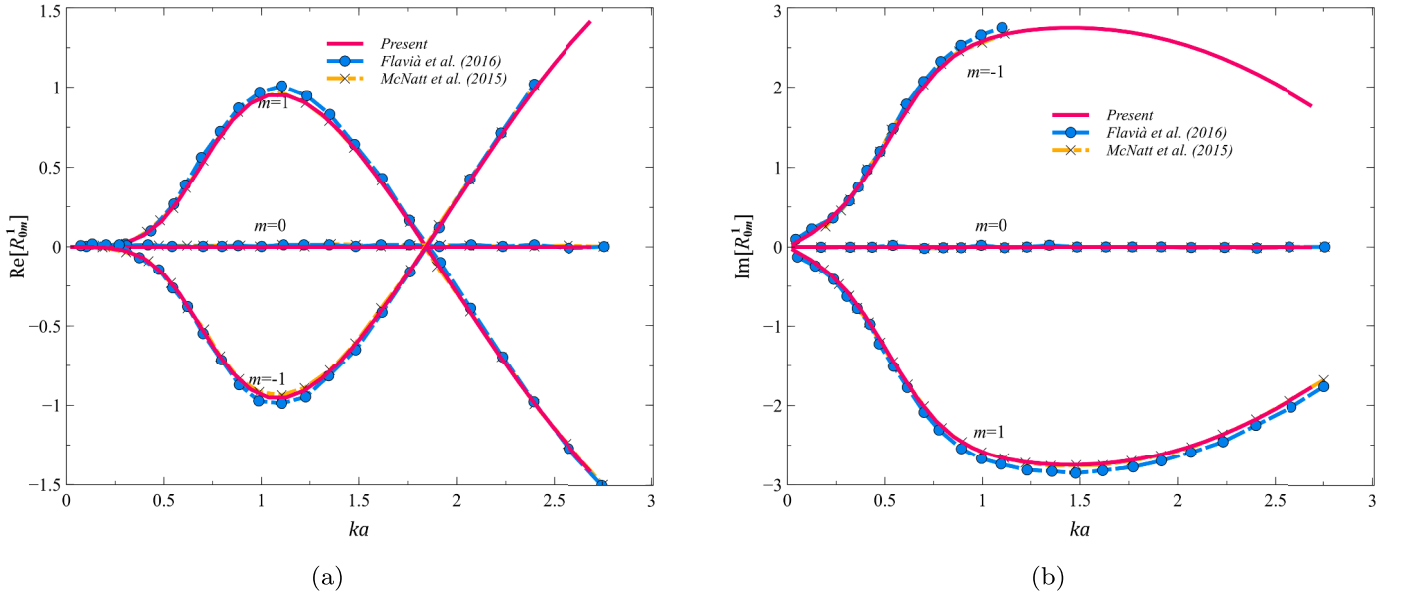 1.5
1
0.5
0
−0.5
−1
−1.5
Re[R¹₀ₘ]
Present
Flavià et al. (2016)
McNatt et al. (2015)
m=1
m=0
m=-1
0 0.5 1 1.5 2 2.5 3
ka
(a)
3
2
1
0
−1
−2
−3
Im[R¹₀ₘ]
m=-1
Present
Flavià et al. (2016)
McNatt et al. (2015)
m=0
m=1
0 0.5 1 1.5 2 2.5 3
ka
(b)